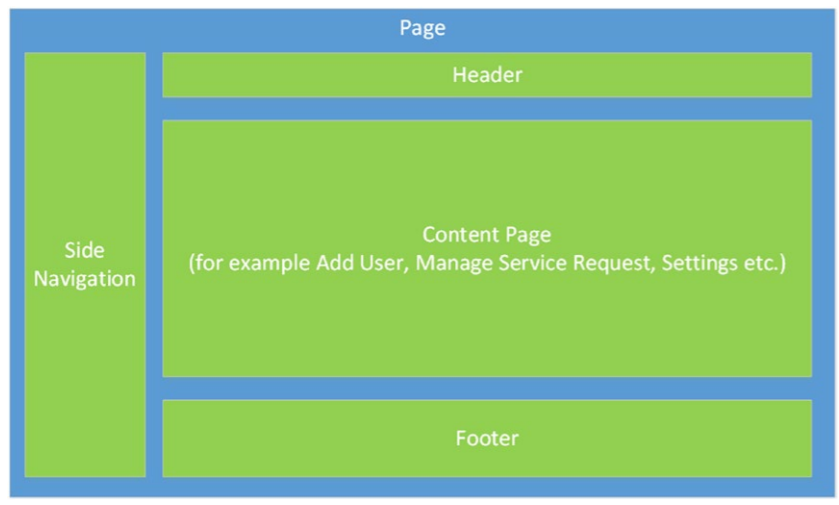 Page
Header
Side
Navigation
Content Page
(for example Add User, Manage Service Request, Settings etc.)
Footer